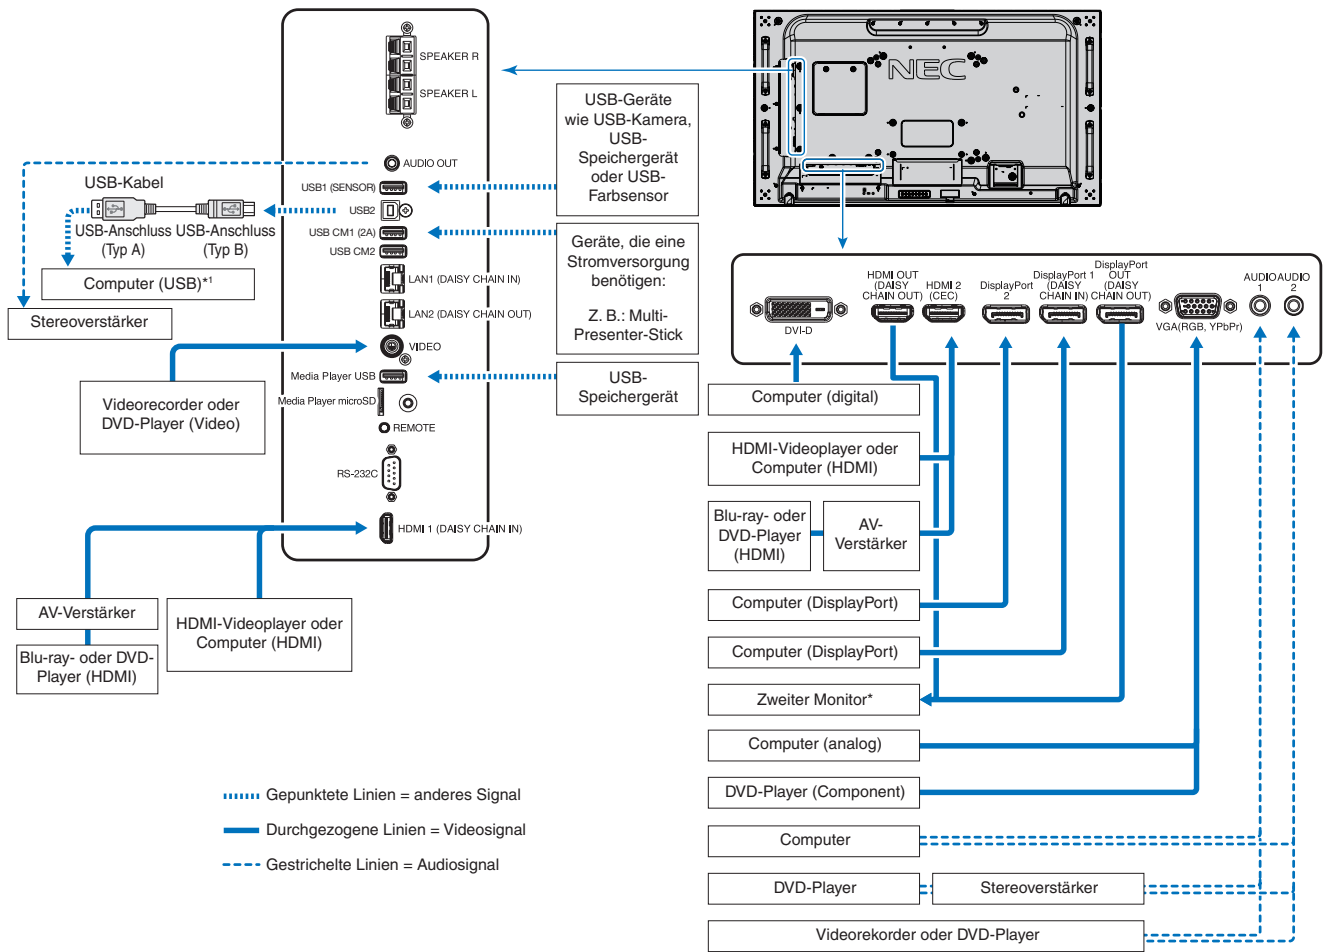 SPEAKER R
SPEAKER L
AUDIO OUT
USB1 (SENSOR)
USB2
USB CM1 (2A)
USB CM2
LAN1 (DAISY CHAIN IN)
LAN2 (DAISY CHAIN OUT)
VIDEO
Media Player USB
Media Player microSD
REMOTE
RS-232C
HDMI 1 (DAISY CHAIN IN)
USB-Kabel
USB-Anschluss
(Typ A)
USB-Anschluss
(Typ B)
Computer (USB)*1
Stereoverstärker
Videorecorder oder
DVD-Player (Video)
AV-Verstärker
Blu-ray- oder DVD-
Player (HDMI)
HDMI-Videoplayer oder
Computer (HDMI)
USB-Geräte
wie USB-Kamera,
USB-
Speichergerät
oder USB-
Farbsensor
Geräte, die eine
Stromversorgung
benötigen:
Z. B.: Multi-
Presenter-Stick
USB-
Speichergerät
NEC
DVI-D
HDMI OUT
(DAISY
CHAIN OUT)
HDMI 2
(CEC)
DisplayPort
2
DisplayPort 1
(DAISY
CHAIN IN)
DisplayPort
OUT
(DAISY
CHAIN OUT)
VGA(RGB, YPbPr)
AUDIO
1
AUDIO
2
Computer (digital)
HDMI-Videoplayer oder
Computer (HDMI)
Blu-ray- oder
DVD-Player
(HDMI)
AV-
Verstärker
Computer (DisplayPort)
Computer (DisplayPort)
Zweiter Monitor*
Computer (analog)
DVD-Player (Component)
Computer
DVD-Player
Stereoverstärker
Videorekorder oder DVD-Player
Gepunktete Linien = anderes Signal
Durchgezogene Linien = Videosignal
Gestrichelte Linien = Audiosignal